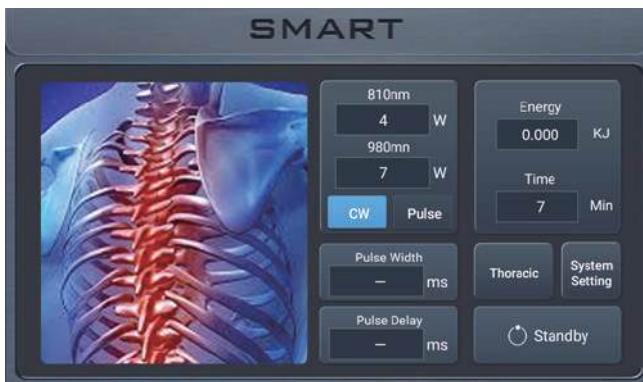 SMART
810nm
4 W
980mn
7 W
CW Pulse
Pulse Width
– ms
Pulse Delay
– ms
Energy
0.000 KJ
Time
7 Min
Thoracic
System
Setting
Standby